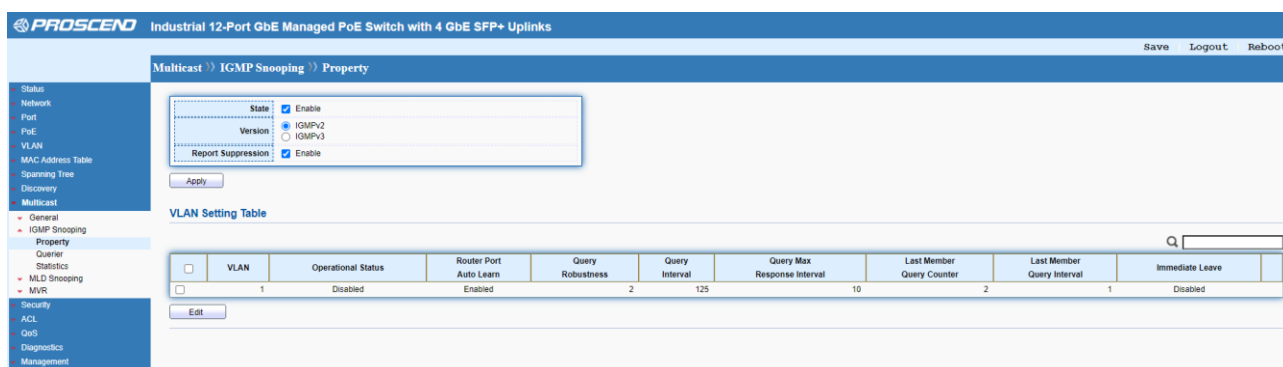 PROSCEND Industrial 12-Port GbE Managed PoE Switch with 4 GbE SFP+ Uplinks
Save Logout Reboot
Multicast 》 IGMP Snooping 》 Property
Status
Network
Port
PoE
VLAN
MAC Address Table
Spanning Tree
Discovery
Multicast
General
IGMP Snooping
Property
Querier
Statistics
MLD Snooping
MVR
Security
ACL
QoS
Diagnostics
Management
State Enable
Version IGMPv2
IGMPv3
Report Suppression Enable
Apply
VLAN Setting Table
VLAN Operational Status Router Port Auto Learn Query Robustness Query Interval Query Max Response Interval Last Member Query Counter Last Member Query Interval Immediate Leave
1 Disabled Enabled 2 125 10 2 1 Disabled
Edit